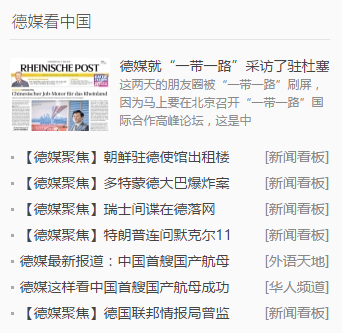 德媒看中国
RHEINISCHE POST
Chinesischer Job-Motor für das Rheinland
德媒就“一带一路”采访了驻杜塞
这两天的朋友圈被“一带一路”刷屏，
因为马上要在北京召开“一带一路”国
际合作高峰论坛，这是中
【德媒聚焦】朝鲜驻德使馆出租楼 [新闻看板]
【德媒聚焦】多特蒙德大巴爆炸案 [新闻看板]
【德媒聚焦】瑞士间谍在德落网 [新闻看板]
【德媒聚焦】特朗普连问默克尔11 [新闻看板]
德媒最新报道：中国首艘国产航母 [外语天地]
德媒这样看中国首艘国产航母成功 [华人频道]
【德媒聚焦】德国联邦情报局曾监 [新闻看板]